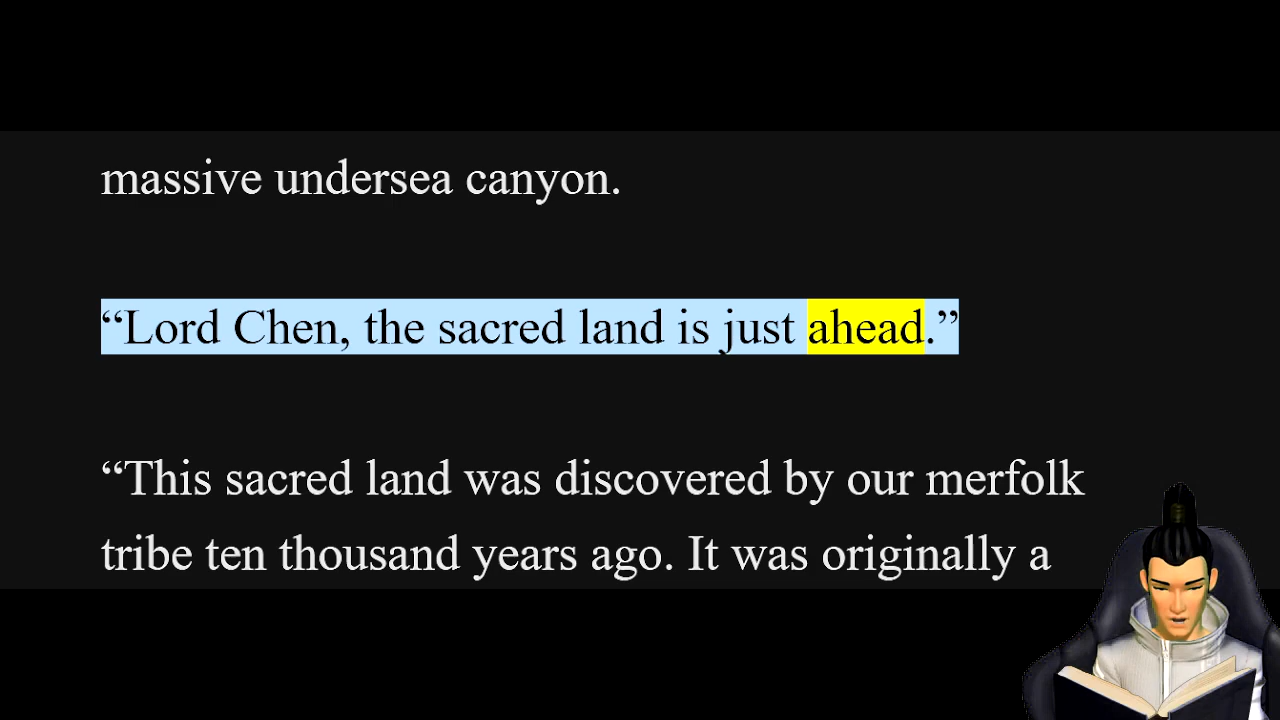 massive undersea canyon.
“Lord Chen, the sacred land is just ahead.”
“This sacred land was discovered by our merfolk
tribe ten thousand years ago. It was originally a